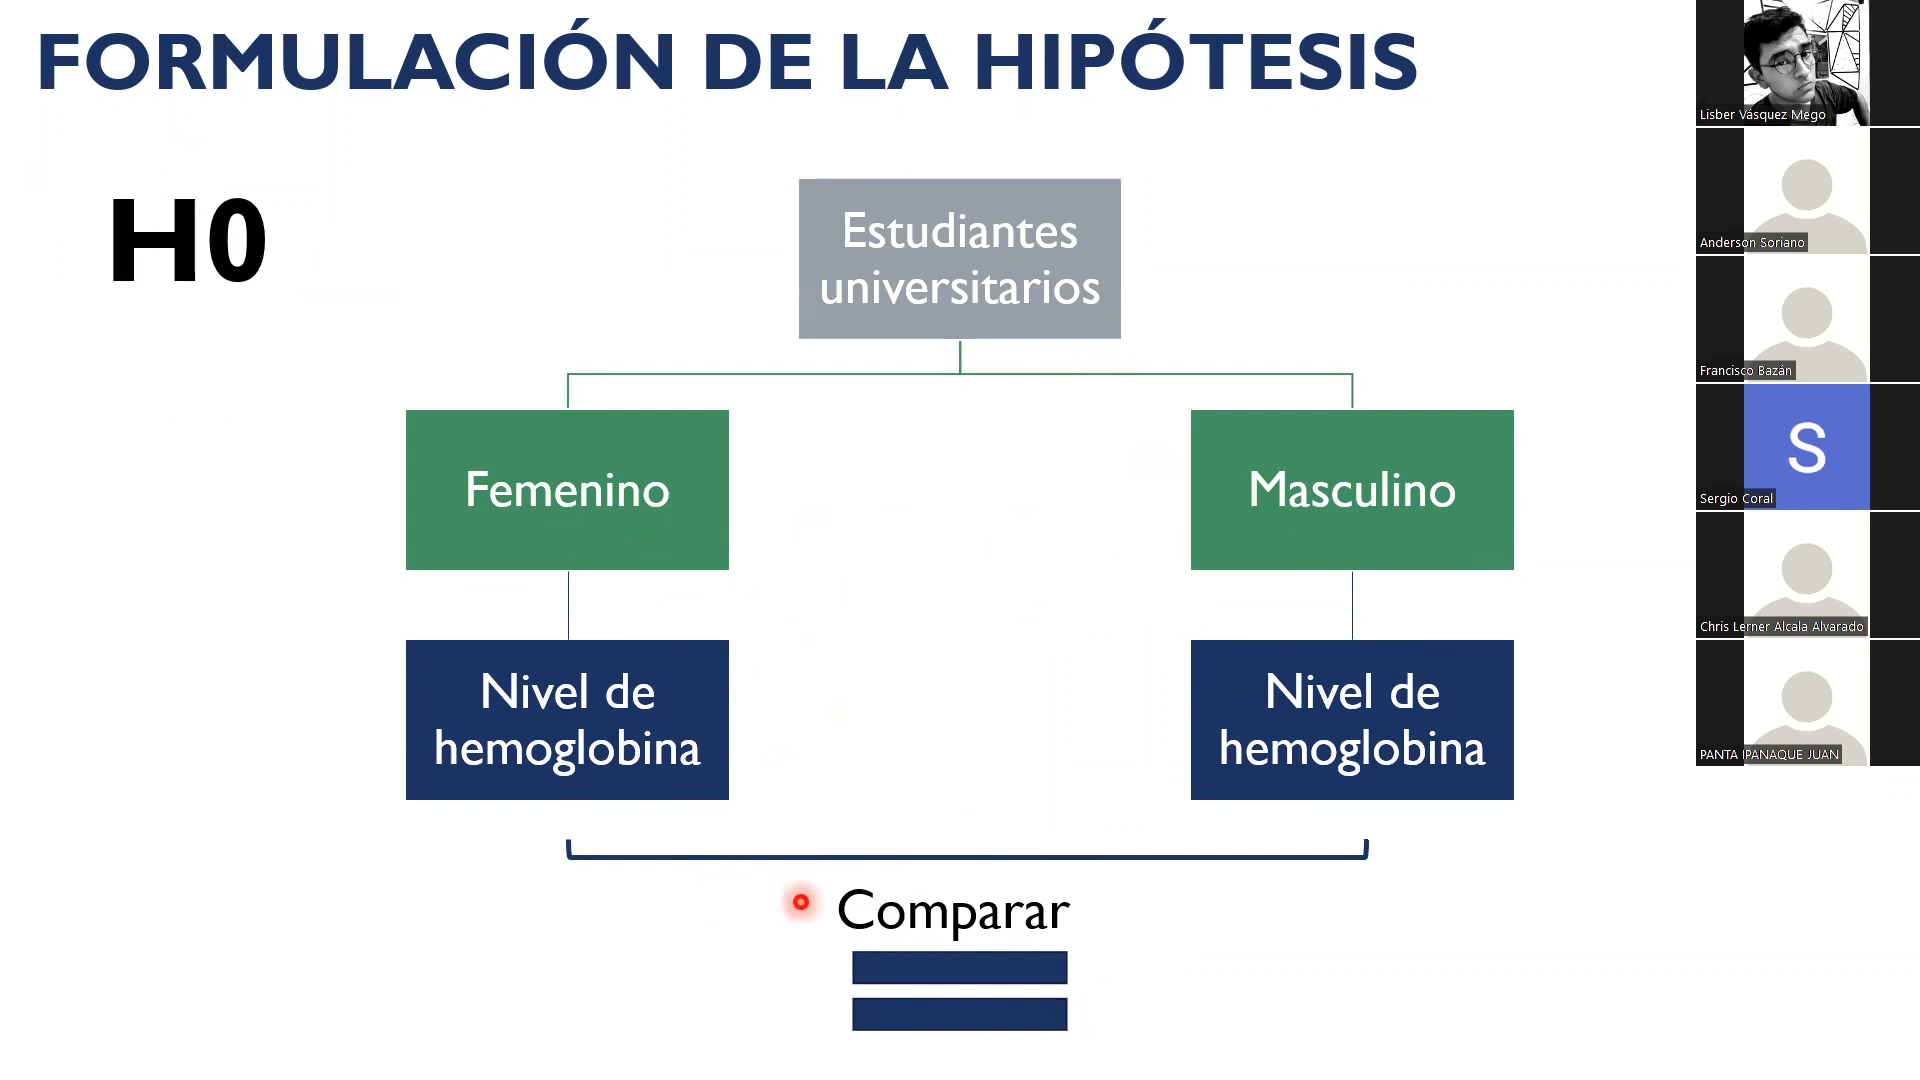 FORMULACIÓN DE LA HIPÓTESIS
H0
Estudiantes
universitarios
Femenino
Masculino
Nivel de
hemoglobina
Nivel de
hemoglobina
Comparar
Lisber Vásquez Mego
Anderson Soriano
Francisco Bazán
S
Sergio Coral
Chris Lerner Alcala Alvarado
PANTA IPANAQUE JUAN